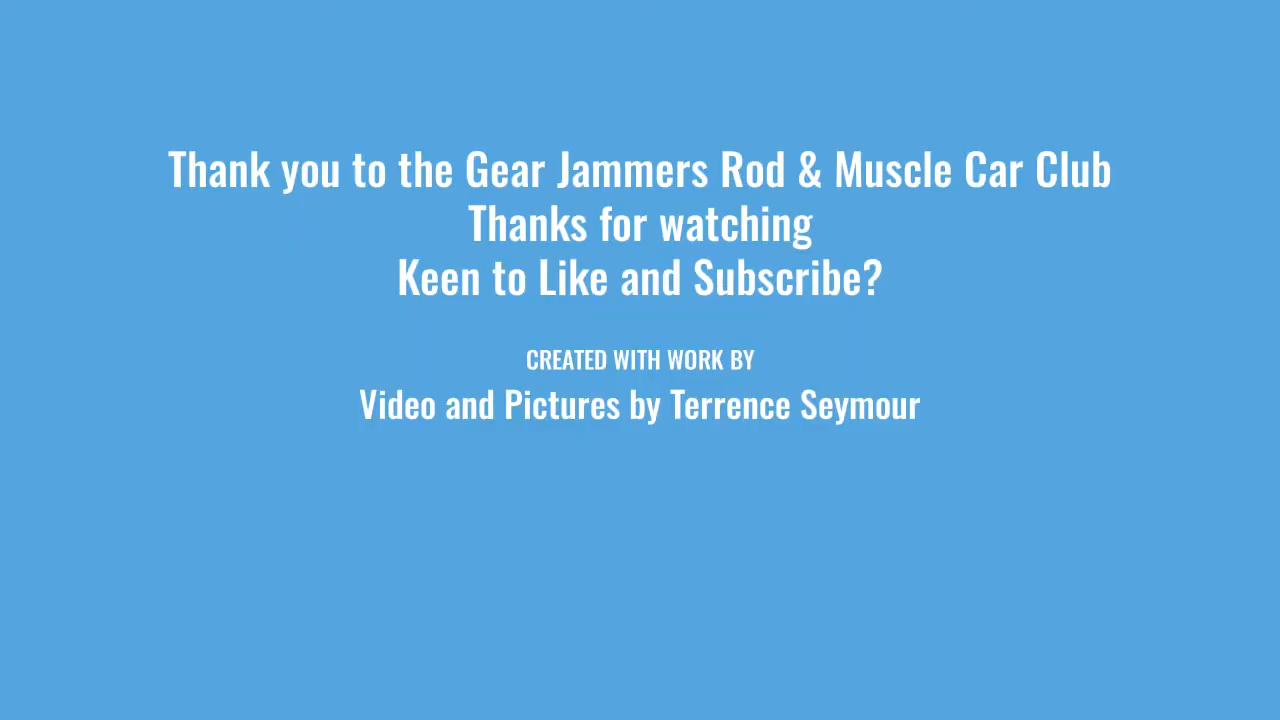 Thank you to the Gear Jammers Rod & Muscle Car Club
Thanks for watching
Keen to Like and Subscribe?
CREATED WITH WORK BY
Video and Pictures by Terrence Seymour